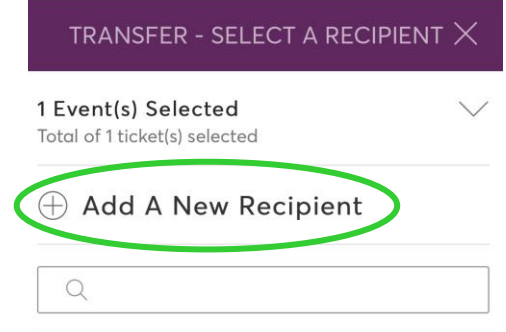 TRANSFER - SELECT A RECIPIENT
1 Event(s) Selected
Total of 1 ticket(s) selected
Add A New Recipient